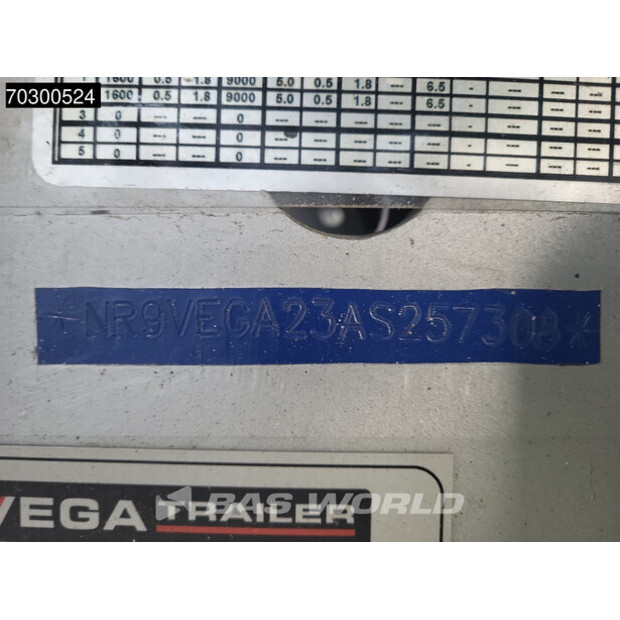 70300524
1 1600 0.5 1.8 9000 5.0 0.5 1.8 --- 6.5 - --- ---
1600 0.5 1.8 9000 5.0 0.5 1.8 --- 6.5 - --- --- ---
3 0 --- --- 0 --- --- --- --- --- - --- --- ---
4 0 --- --- 0 --- --- --- --- - --- --- ---
5 0 --- --- 0 --- --- --- --- --- - --- --- ---
*NR9VEGA23AS257308*
VEGA TRAILER
BAS WORLD